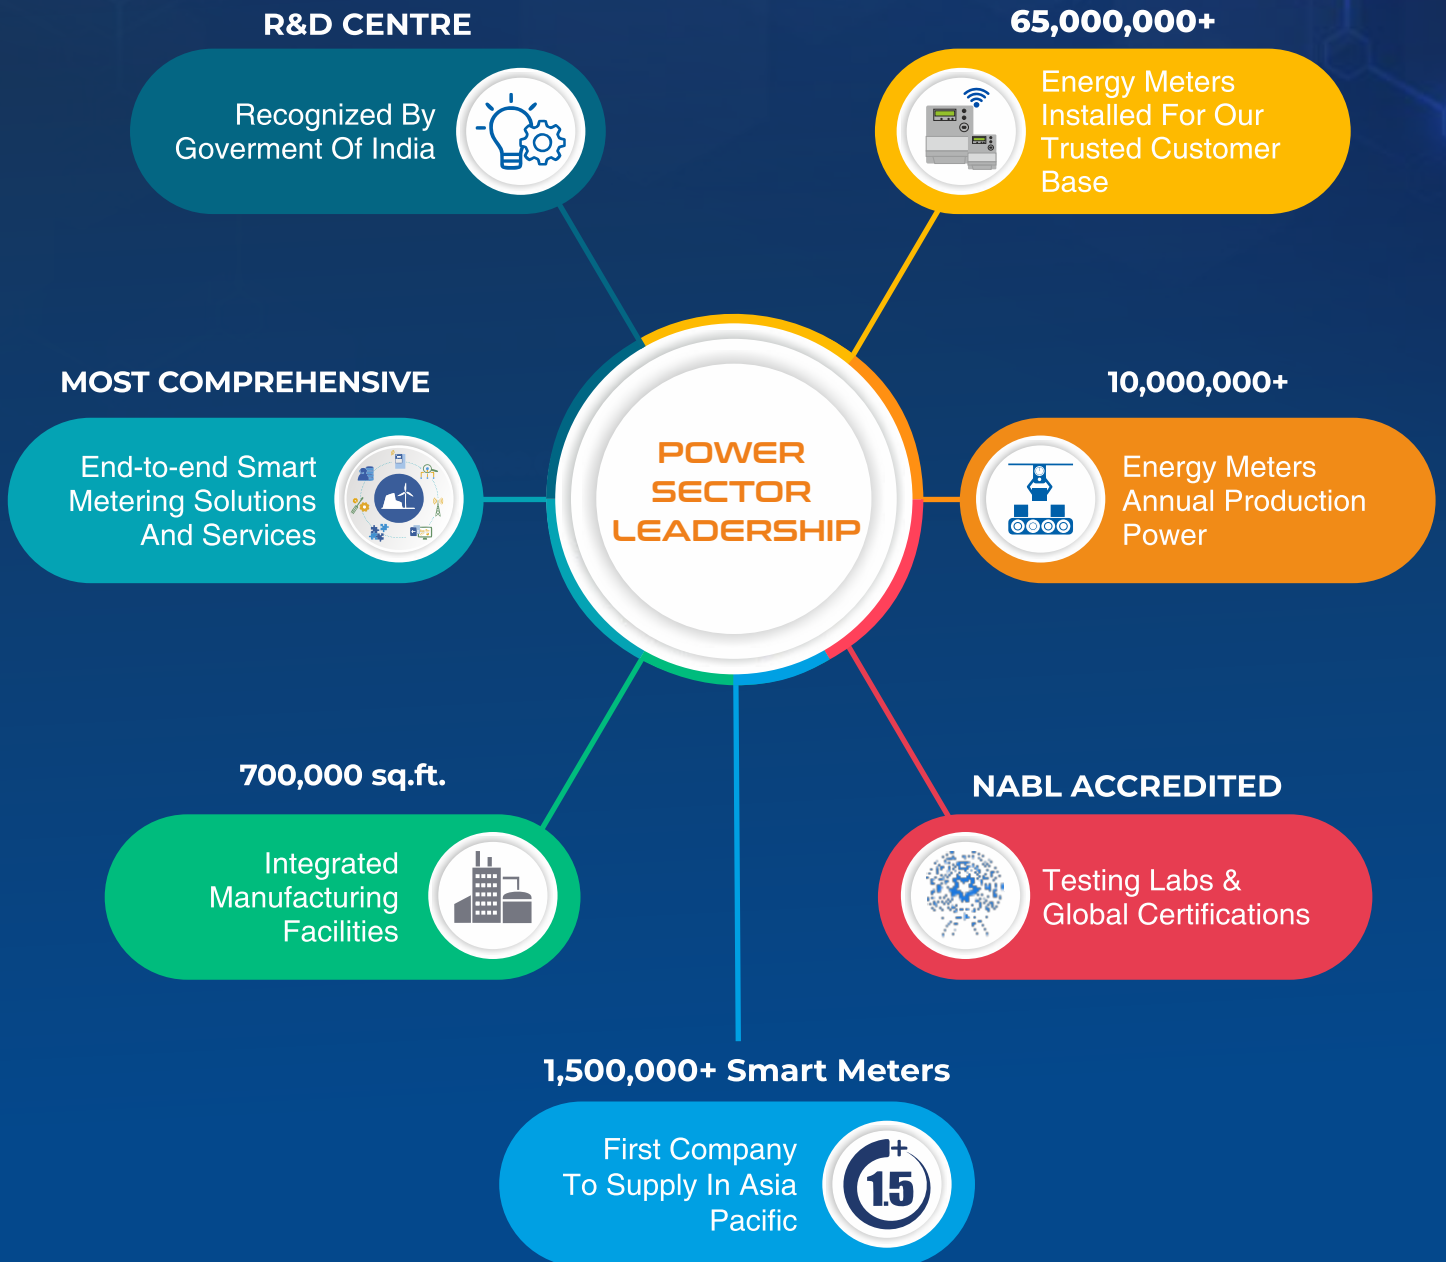 R&D CENTRE
Recognized By
Goverment Of India
65,000,000+
Energy Meters
Installed For Our
Trusted Customer
Base
MOST COMPREHENSIVE
End-to-end Smart
Metering Solutions
And Services
POWER
SECTOR
LEADERSHIP
10,000,000+
Energy Meters
Annual Production
Power
700,000 sq.ft.
Integrated
Manufacturing
Facilities
NABL ACCREDITED
Testing Labs &
Global Certifications
1,500,000+ Smart Meters
First Company
To Supply In Asia
Pacific
1.5
+